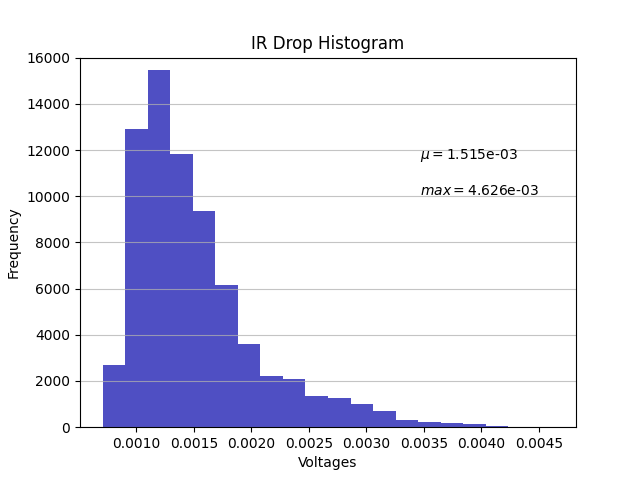 IR Drop Histogram
16000
14000
12000
10000
8000
6000
4000
2000
0
Frequency
μ = 1.515e-03
max = 4.626e-03
0.0010 0.0015 0.0020 0.0025 0.0030 0.0035 0.0040 0.0045
Voltages